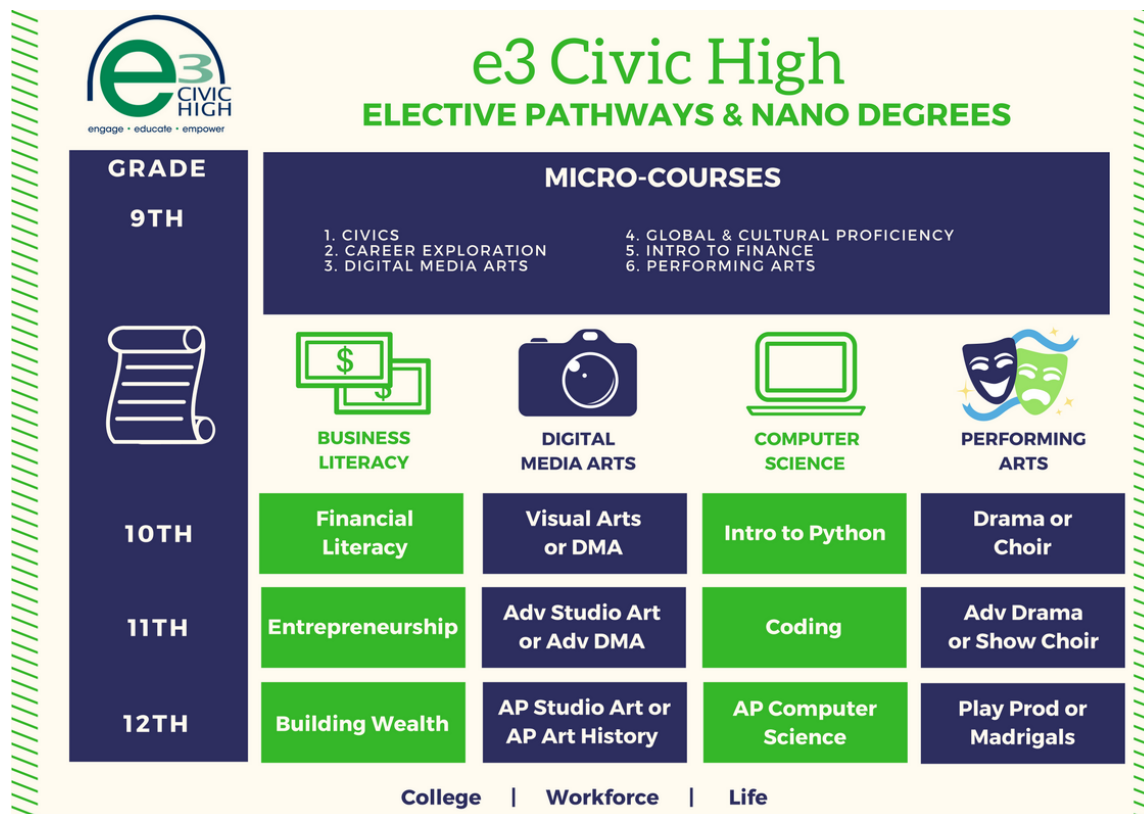 e3
CIVIC
HIGH
engage • educate • empower
e3 Civic High
ELECTIVE PATHWAYS & NANO DEGREES
GRADE
9TH
MICRO-COURSES
1. CIVICS
2. CAREER EXPLORATION
3. DIGITAL MEDIA ARTS
4. GLOBAL & CULTURAL PROFICIENCY
5. INTRO TO FINANCE
6. PERFORMING ARTS
$
$
BUSINESS
LITERACY
DIGITAL
MEDIA ARTS
COMPUTER
SCIENCE
PERFORMING
ARTS
10TH
Financial
Literacy
Visual Arts
or DMA
Intro to Python
Drama or
Choir
11TH
Entrepreneurship
Adv Studio Art
or Adv DMA
Coding
Adv Drama
or Show Choir
12TH
Building Wealth
AP Studio Art or
AP Art History
AP Computer
Science
Play Prod or
Madrigals
College | Workforce | Life